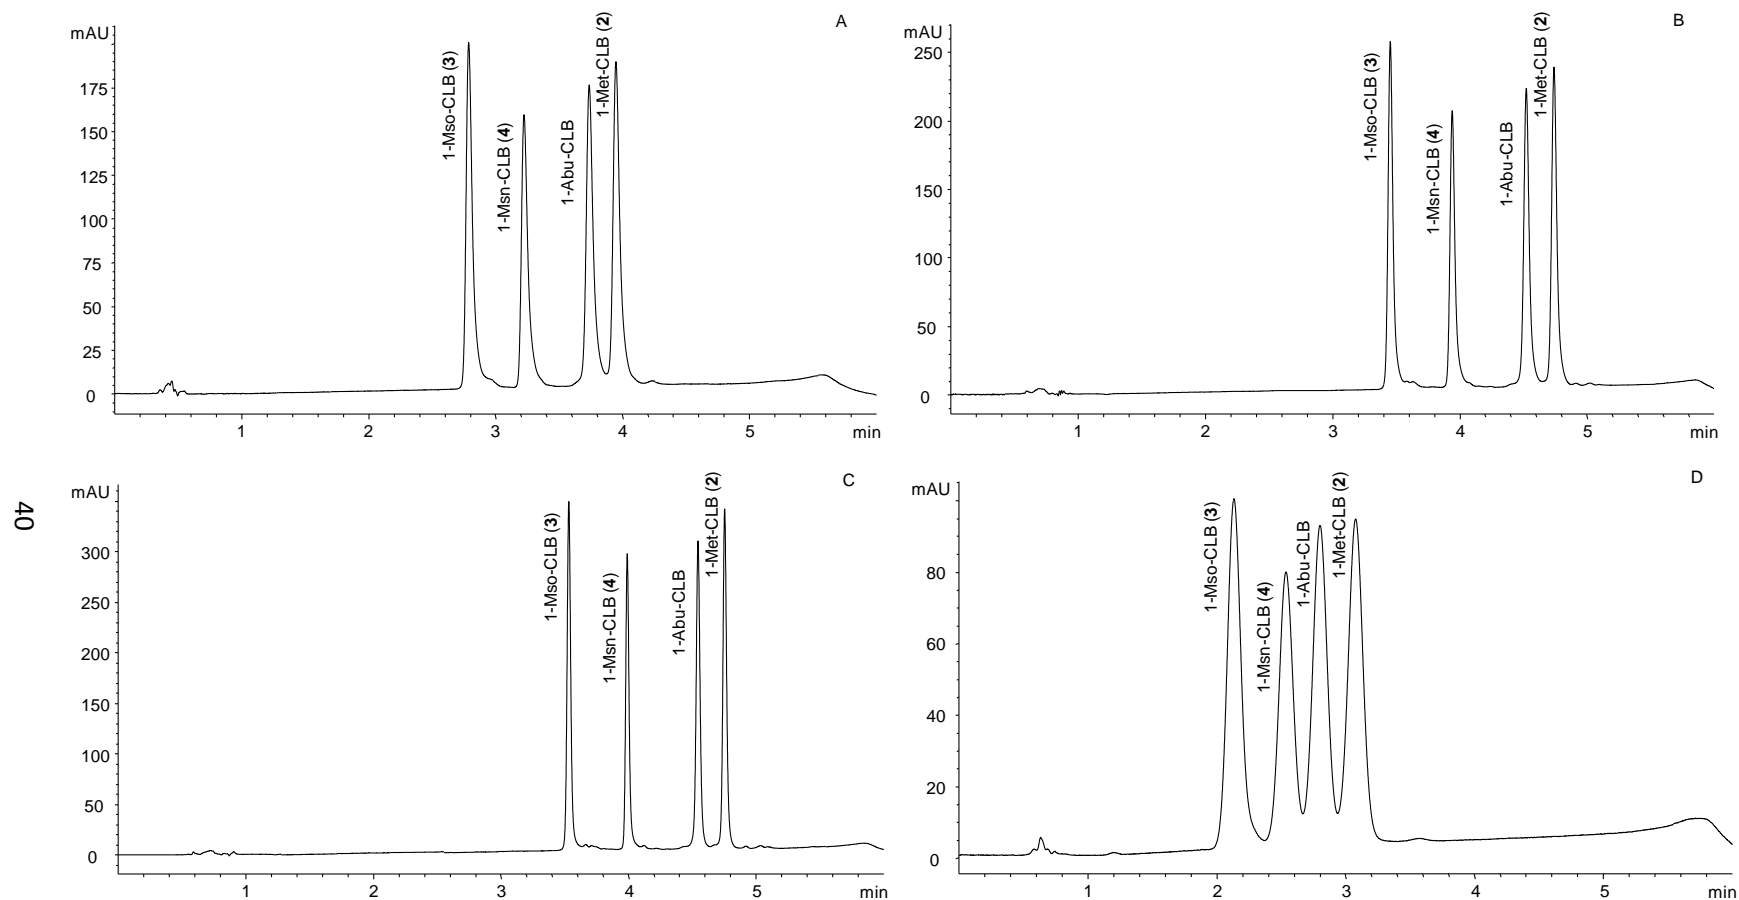 A
mAU
175
150
125
100
75
50
25
0
1
2
3
4
5
min
1-Mso-CLB (3)
1-Msn-CLB (4)
1-Abu-CLB
1-Met-CLB (2)
B
mAU
250
200
150
100
50
0
1
2
3
4
5
min
1-Mso-CLB (3)
1-Msn-CLB (4)
1-Abu-CLB
1-Met-CLB (2)
C
mAU
300
250
200
150
100
50
0
1
2
3
4
5
min
1-Mso-CLB (3)
1-Msn-CLB (4)
1-Abu-CLB
1-Met-CLB (2)
D
mAU
80
60
40
20
0
1
2
3
4
5
min
1-Mso-CLB (3)
1-Msn-CLB (4)
1-Abu-CLB
1-Met-CLB (2)
40